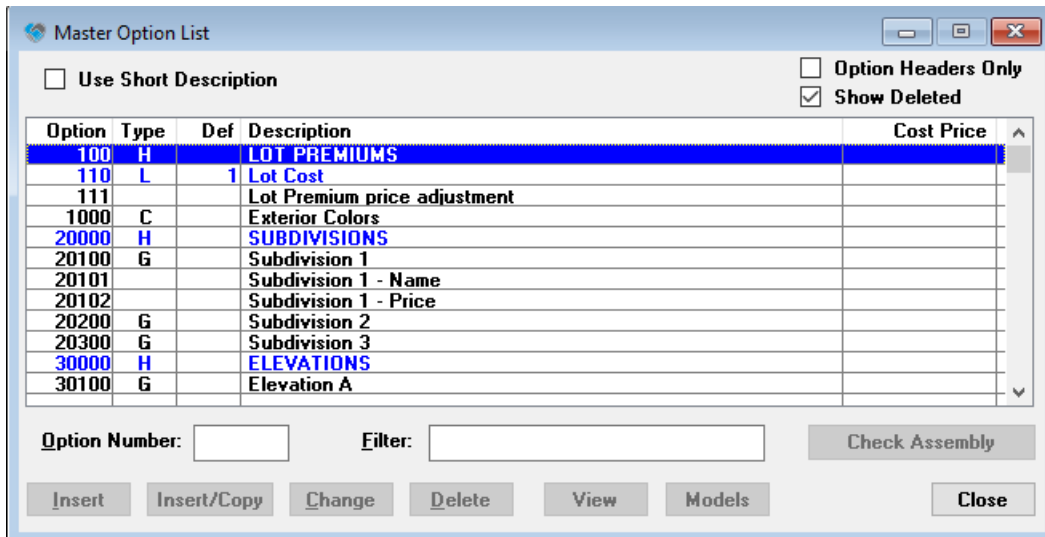 Master Option List
Use Short Description
Option Headers Only
Show Deleted
Option Type Def Description Cost Price
100 H LOT PREMIUMS
110 L 1 Lot Cost
111 Lot Premium price adjustment
1000 C Exterior Colors
20000 H SUBDIVISIONS
20100 G Subdivision 1
20101 Subdivision 1 - Name
20102 Subdivision 1 - Price
20200 G Subdivision 2
20300 G Subdivision 3
30000 H ELEVATIONS
30100 G Elevation A
Option Number: Filter: Check Assembly
Insert Insert/Copy Change Delete View Models Close